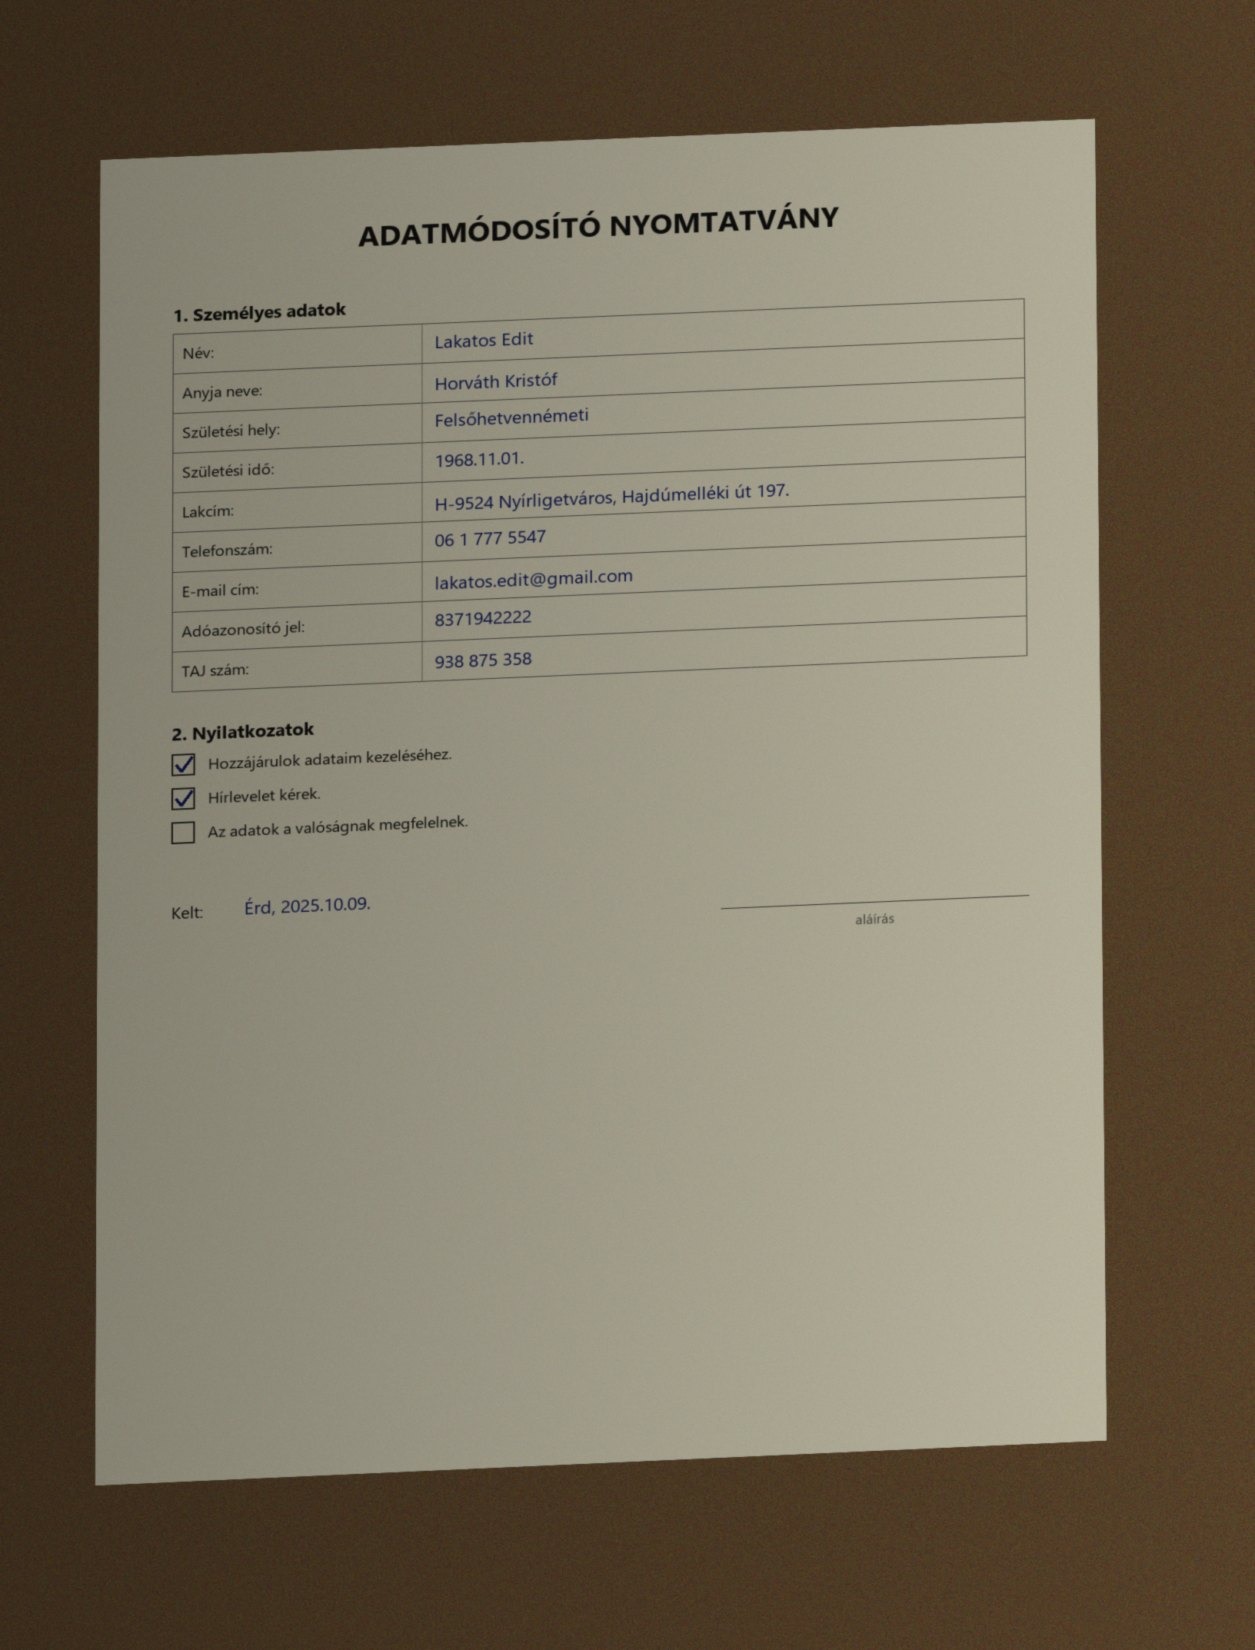 ADATMÓDOSÍTÓ NYOMTATVÁNY
1. Személyes adatok
Név: Lakatos Edit
Anyja neve: Horváth Kristóf
Születési hely: Felsőhetvennémeti
Születési idő: 1968.11.01.
Lakcím: H-9524 Nyírligetváros, Hajdúmelléki út 197.
Telefonszám: 06 1 777 5547
E-mail cím: lakatos.edit@gmail.com
Adóazonosító jel: 8371942222
TAJ szám: 938 875 358
2. Nyilatkozatok
Hozzájárulok adataim kezeléséhez.
Hírlevelet kérek.
Az adatok a valóságnak megfelelnek.
Kelt: Érd, 2025.10.09.
aláírás